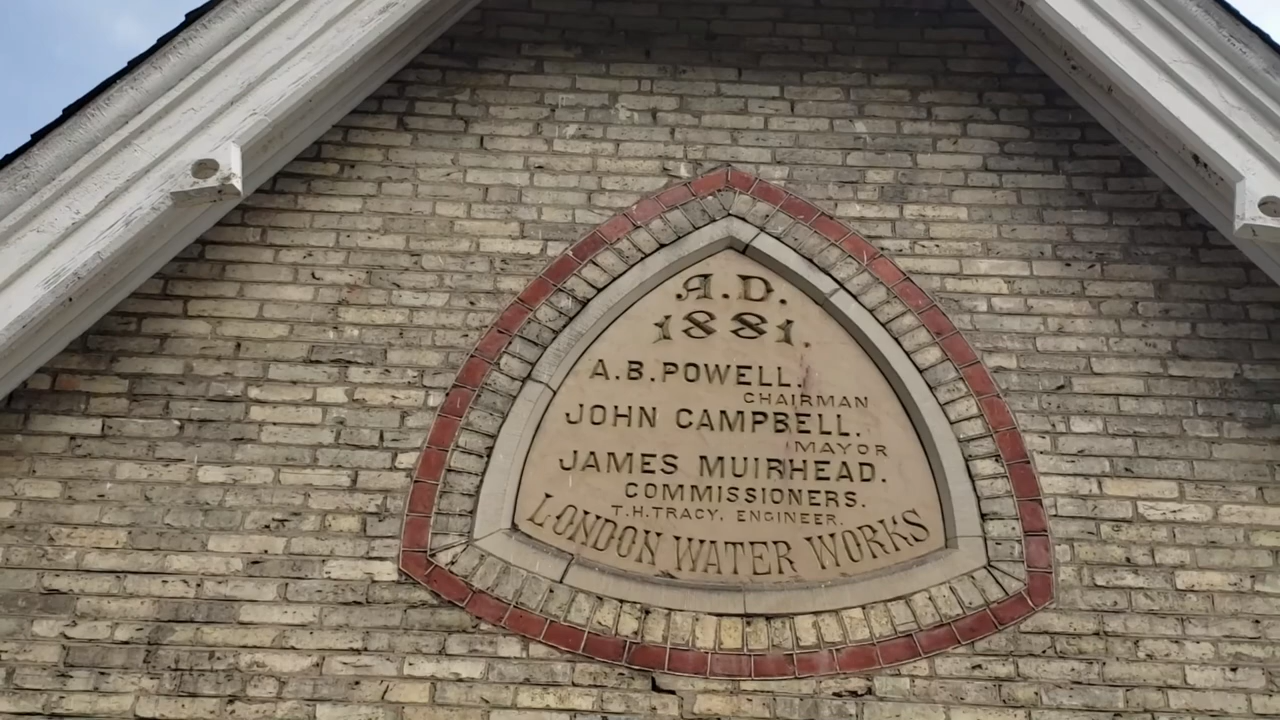 A.D.
1881.
A.B.POWELL.
CHAIRMAN
JOHN CAMPBELL.
MAYOR
JAMES MUIRHEAD.
COMMISSIONERS.
T.H.TRACY, ENGINEER.
LONDON WATER WORKS